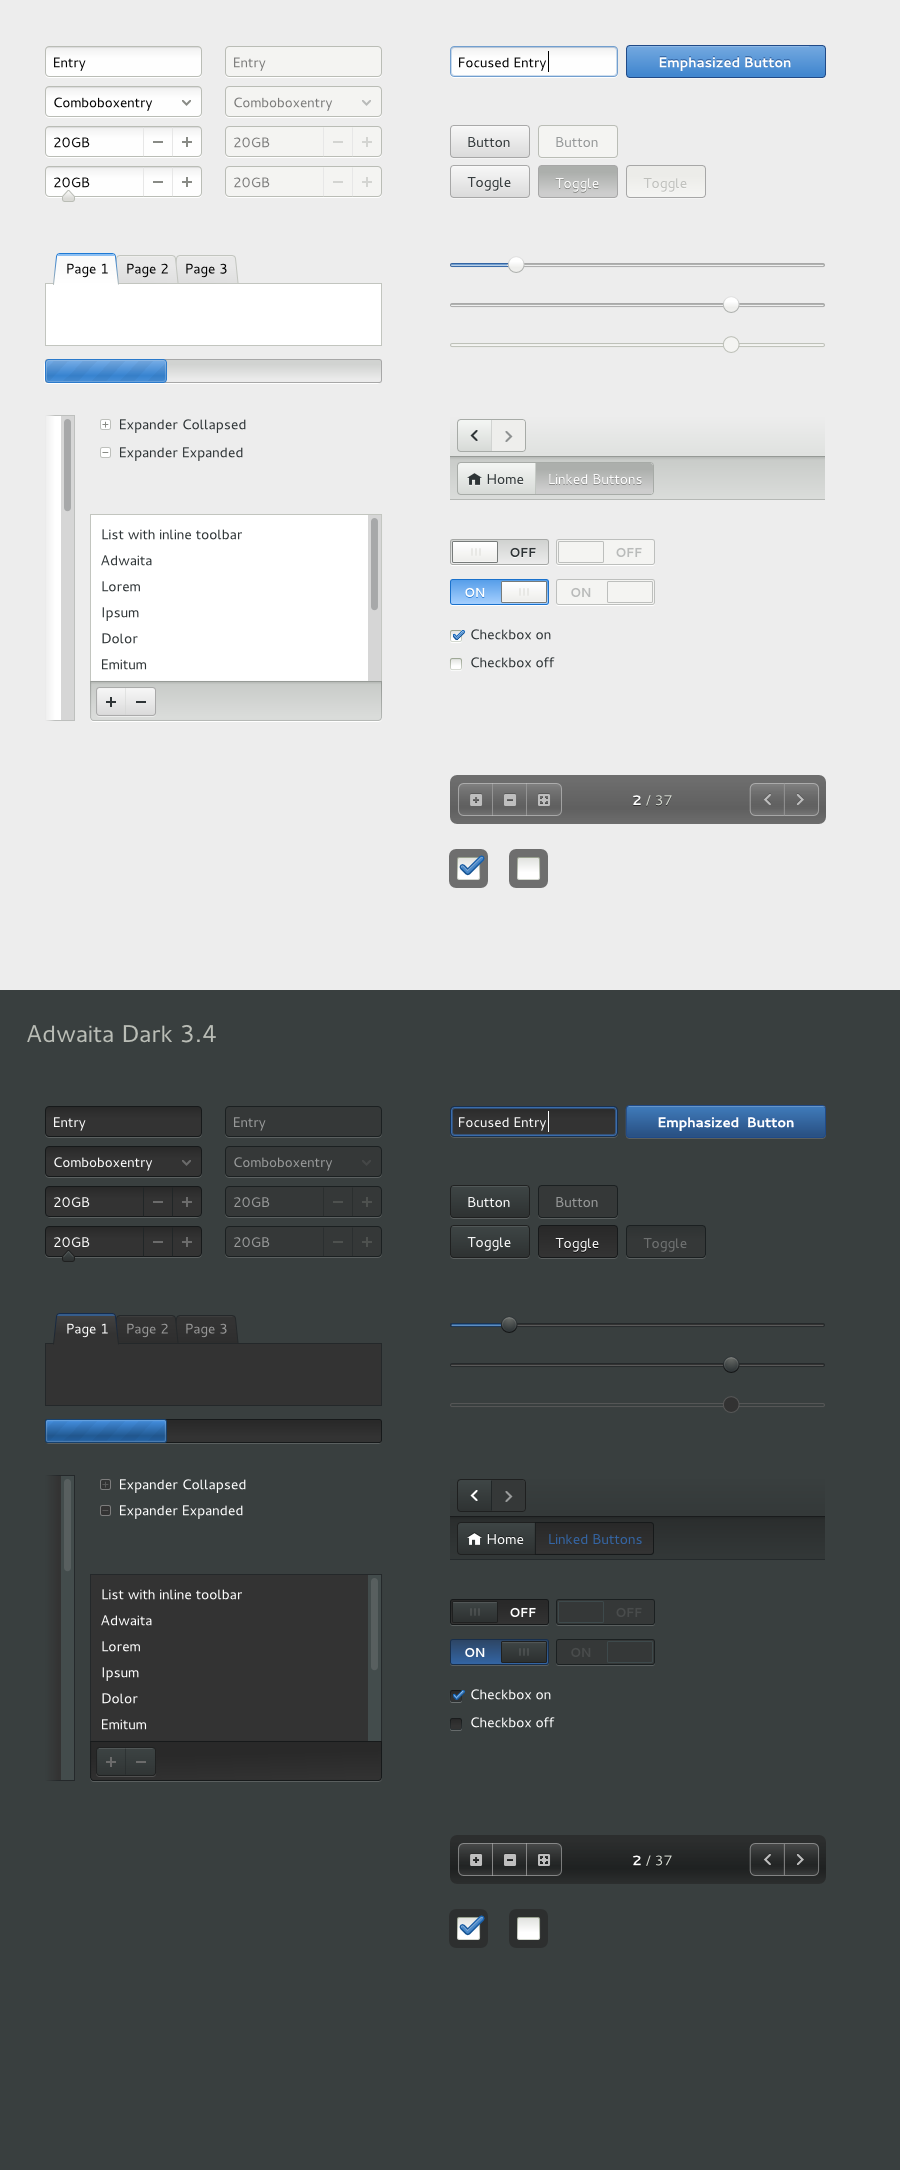 Entry
Entry
Focused Entry
Emphasized Button
Comboboxentry
Comboboxentry
20GB
20GB
Button
Button
20GB
20GB
Toggle
Toggle
Toggle
Page 1
Page 2
Page 3
Expander Collapsed
Expander Expanded
Home
Linked Buttons
List with inline toolbar
Adwaita
Lorem
Ipsum
Dolor
Emitum
OFF
OFF
ON
ON
Checkbox on
Checkbox off
2 / 37
Adwaita Dark 3.4
Entry
Entry
Focused Entry
Emphasized Button
Comboboxentry
Comboboxentry
20GB
20GB
Button
Button
20GB
20GB
Toggle
Toggle
Toggle
Page 1
Page 2
Page 3
Expander Collapsed
Expander Expanded
Home
Linked Buttons
List with inline toolbar
Adwaita
Lorem
Ipsum
Dolor
Emitum
OFF
OFF
ON
ON
Checkbox on
Checkbox off
2 / 37